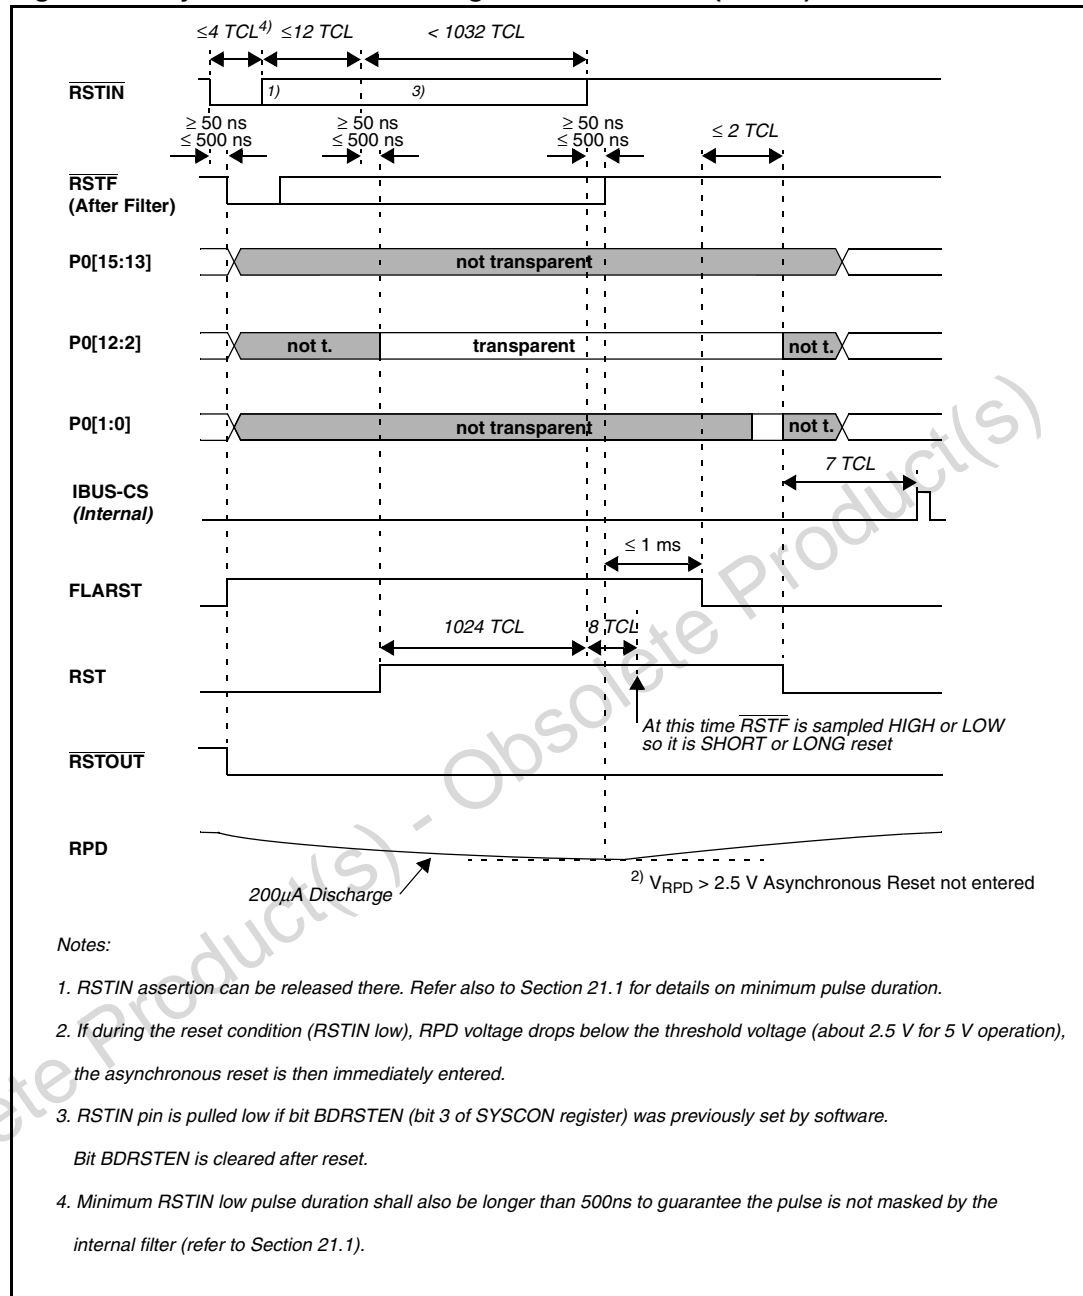 ≤4 TCL4) ≤12 TCL < 1032 TCL
RSTIN
1) 3)
≥ 50 ns ≥ 50 ns ≥ 50 ns
≤ 500 ns ≤ 500 ns ≤ 500 ns
≤ 2 TCL
RSTF
(After Filter)
P0[15:13] not transparent
P0[12:2] not t. transparent not t.
P0[1:0] not transparent not t.
7 TCL
IBUS-CS
(Internal)
≤ 1 ms
FLARST
1024 TCL 8 TCL
RST
At this time RSTF is sampled HIGH or LOW
so it is SHORT or LONG reset
RSTOUT
RPD
200µA Discharge
2) VRPD > 2.5 V Asynchronous Reset not entered
Notes:
1. RSTIN assertion can be released there. Refer also to Section 21.1 for details on minimum pulse duration.
2. If during the reset condition (RSTIN low), RPD voltage drops below the threshold voltage (about 2.5 V for 5 V operation),
the asynchronous reset is then immediately entered.
3. RSTIN pin is pulled low if bit BDRSTEN (bit 3 of SYSCON register) was previously set by software.
Bit BDRSTEN is cleared after reset.
4. Minimum RSTIN low pulse duration shall also be longer than 500ns to guarantee the pulse is not masked by the
internal filter (refer to Section 21.1).
Product(s) - Obsolete Product(s)
ete Product(s)